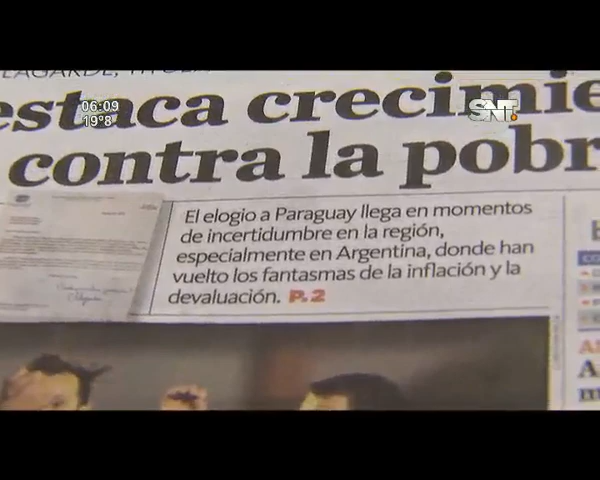 LAGARDE,
estaca crecimie
contra la pobr
06:09
19°8
SNT.
El elogio a Paraguay llega en momentos
de incertidumbre en la región,
especialmente en Argentina, donde han
vuelto los fantasmas de la inflación y la
devaluación. P.2